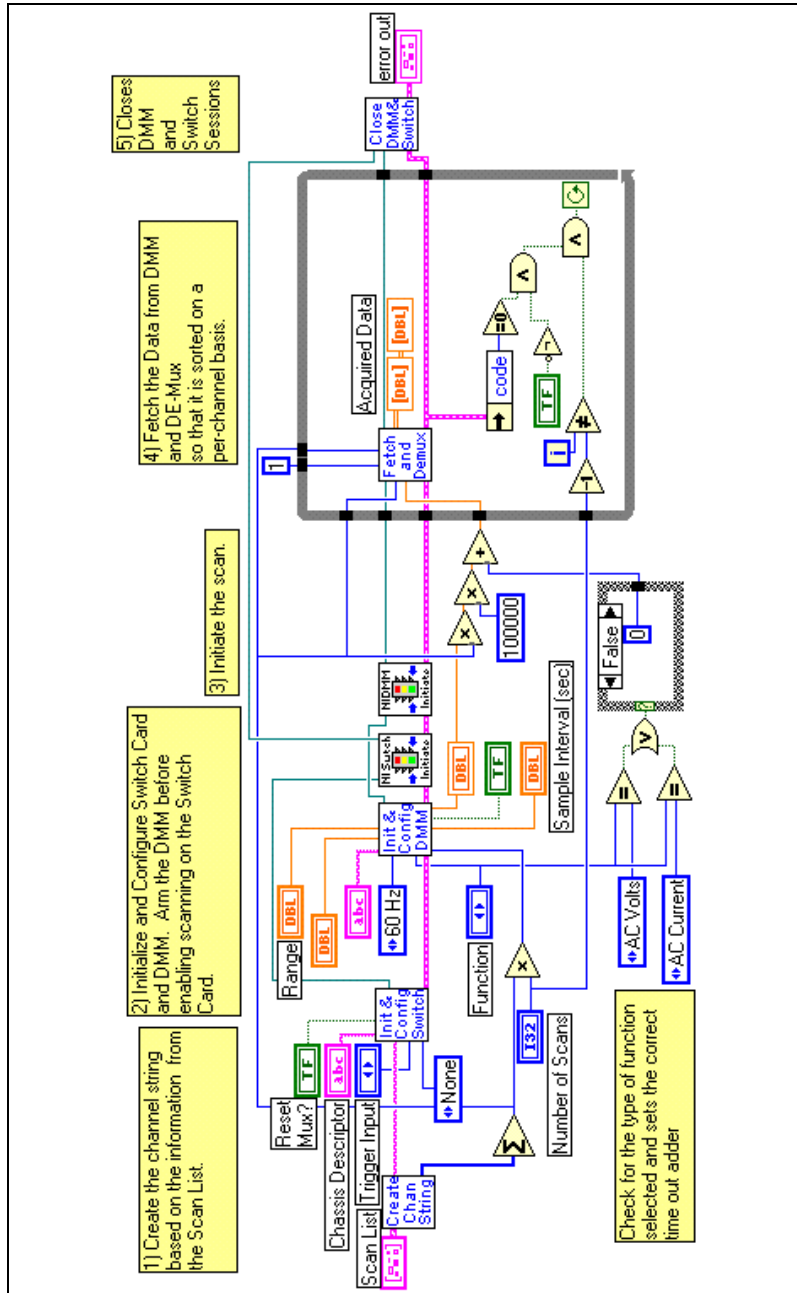 1) Create the channel string
based on the information from
the Scan List.
2) Initialize and Configure Switch Card
and DMM. Arm the DMM before
enabling scanning on the Switch
Card.
3) Initiate the scan.
4) Fetch the Data from DMM
and DE-Mux
so that it is sorted on a
per-channel basis.
5) Closes
DMM
and
Switch
Sessions
Reset
Mux?
TF
Chassis Descriptor
abc
Trigger Input
Scan List
Create
Chan
String
Init &
Config
Switch
None
Σ
Number of Scans
I32
x
Range
DBL
DBL
abc
60 Hz
Init &
Config
DMM
Function
DBL
TF
DBL
Sample Interval (sec)
NISwtch
Initiate
NIDMM
Initiate
x
x
100000
+
1
Fetch
and
Demux
Acquired Data
[DBL]
[DBL]
code
=0
TF
¬
∧
∧
i
-1
≠
Close
DMM&
Switch
error out
AC Volts
AC Current
=
=
∨
?
False
0
Check for the type of function
selected and sets the correct
time out adder